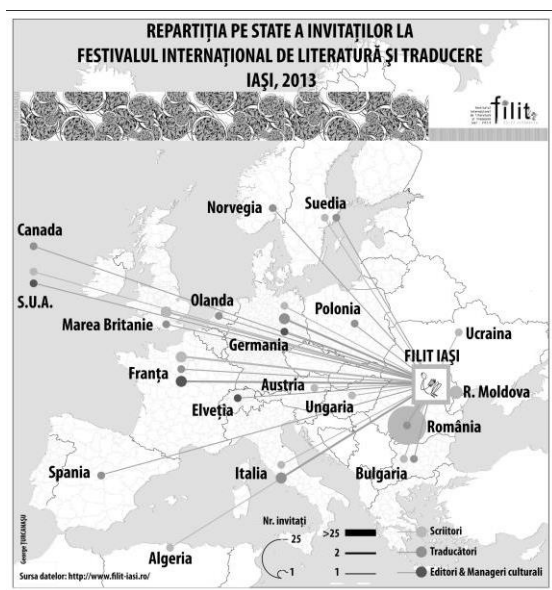 REPARTIȚIA PE STATE A INVITAȚILOR LA
FESTIVALUL INTERNAȚIONAL DE LITERATURĂ ȘI TRADUCERE
IAȘI, 2013
filit
Norvegia
Suedia
Canada
S.U.A.
Olanda
Polonia
Marea Britanie
Germania
Ucraina
FILIT IAȘI
Franța
Austria
R. Moldova
Elveția
Ungaria
România
Spania
Italia
Bulgaria
Algeria
Nr. invitați
25
1
>25
2
1
Scriitori
Traducători
Editori & Manageri culturali
George ȚURCĂNAȘU
Sursa datelor: http://www.filit-iasi.ro/